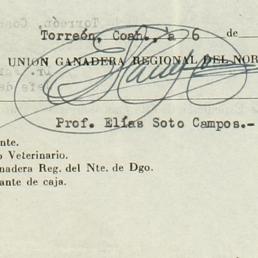 Torreón, Coah., a 6 de
UNION GANADERA REGIONAL DEL NOR
Prof. Elías Soto Campos.-
nte.
o Veterinario.
nadera Reg. del Nte. de Dgo.
ante de caja.